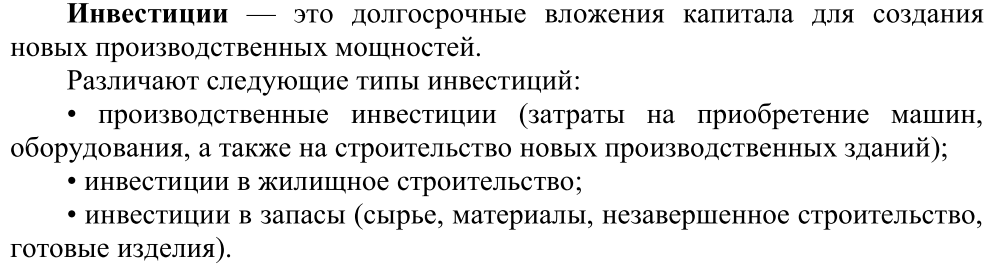 Инвестиции — это долгосрочные вложения капитала для создания
новых производственных мощностей.
Различают следующие типы инвестиций:
• производственные инвестиции (затраты на приобретение машин,
оборудования, а также на строительство новых производственных зданий);
• инвестиции в жилищное строительство;
• инвестиции в запасы (сырье, материалы, незавершенное строительство,
готовые изделия).